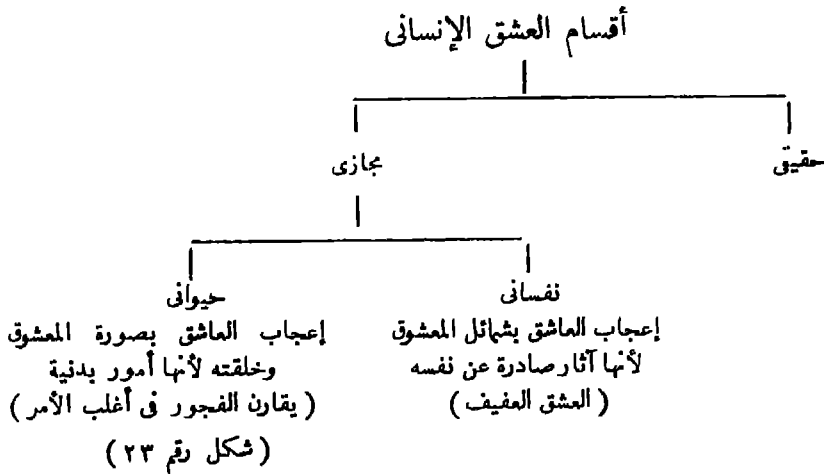 أقسام العشق الإنسانى
حقيقى
مجازى
نفسانى
إعجاب العاشق بشمائل المعشوق
لأنها آثار صادرة عن نفسه
( العشق العفيف )
حيوانى
إعجاب العاشق بصورة المعشوق
وخلقته لأنها أمور بدنية
( يقارن الفجور فى أغلب الأمر )
( شكل رقم ٢٣ )